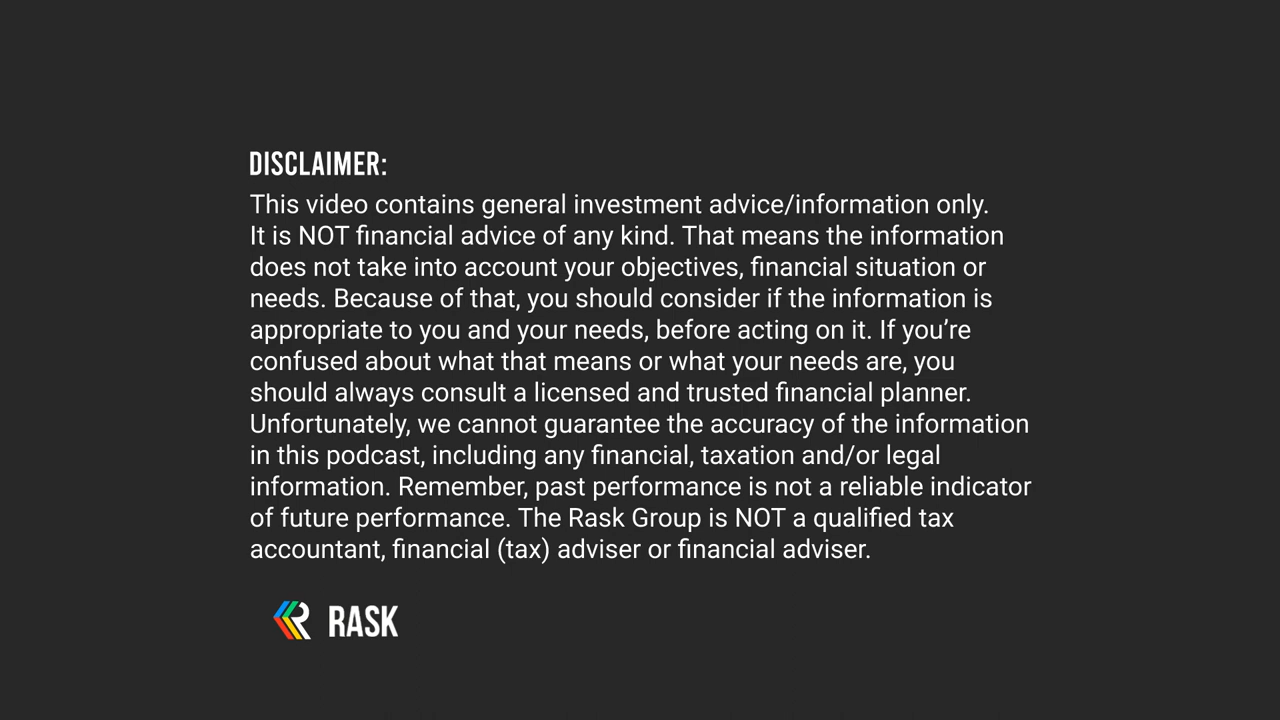 DISCLAIMER:
This video contains general investment advice/information only.
It is NOT financial advice of any kind. That means the information
does not take into account your objectives, financial situation or
needs. Because of that, you should consider if the information is
appropriate to you and your needs, before acting on it. If you’re
confused about what that means or what your needs are, you
should always consult a licensed and trusted financial planner.
Unfortunately, we cannot guarantee the accuracy of the information
in this podcast, including any financial, taxation and/or legal
information. Remember, past performance is not a reliable indicator
of future performance. The Rask Group is NOT a qualified tax
accountant, financial (tax) adviser or financial adviser.
RASK